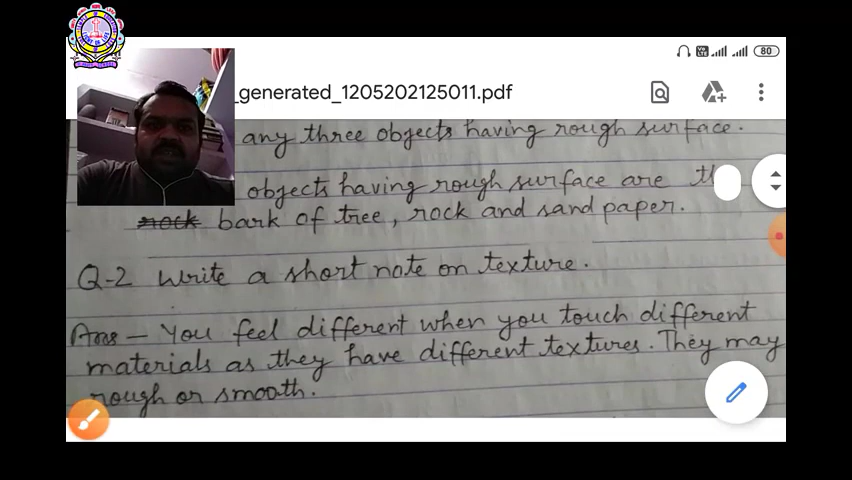 80
_generated_1205202125011.pdf
any three objects having rough surface.
objects having rough surface are th
rock bark of tree, rock and sand paper.
Q-2 Write a short note on texture.
Ans - You feel different when you touch different
materials as they have different textures. They may
rough or smooth.